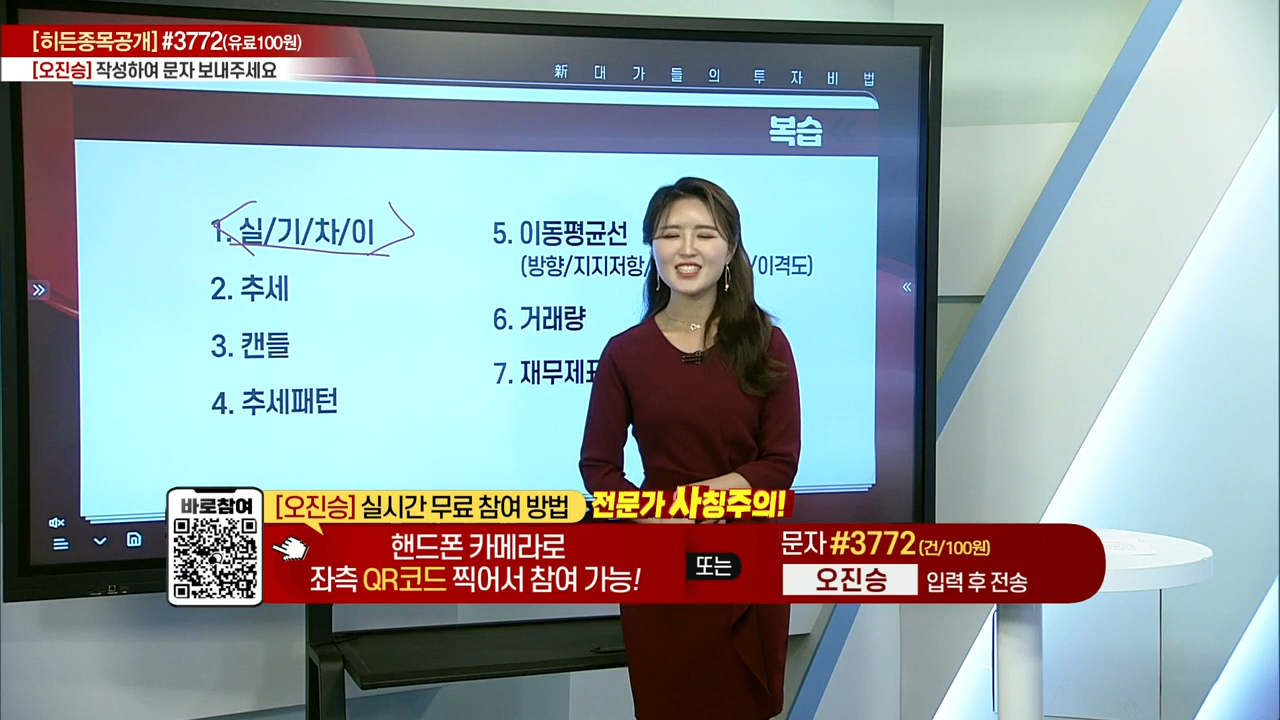 [히든종목공개] #3772(유료100원)
[오진승] 작성하여 문자 보내주세요
新 대가들의 투자비법
복습
1. 실/기/차/이
2. 추세
3. 캔들
4. 추세패턴
5. 이동평균선
(방향/지지저항/ /이격도)
6. 거래량
7. 재무제표
바로참여
[오진승] 실시간 무료 참여 방법
전문가 사칭주의!
핸드폰 카메라로
좌측 QR코드 찍어서 참여 가능!
또는
문자 #3772 (건/100원)
오진승 입력 후 전송